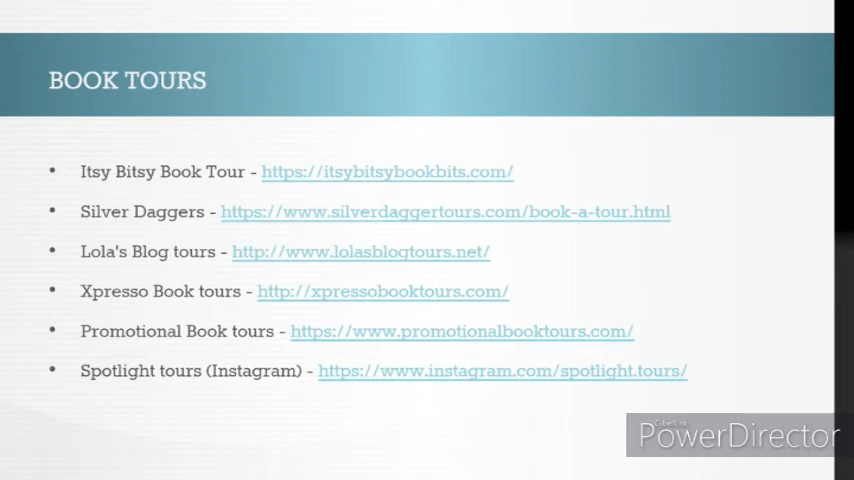 BOOK TOURS
• Itsy Bitsy Book Tour - https://itsybitsybookbits.com/
• Silver Daggers - https://www.silverdaggertours.com/book-a-tour.html
• Lola's Blog tours - http://www.lolasblogtours.net/
• Xpresso Book tours - http://xpressobooktours.com/
• Promotional Book tours - https://www.promotionalbooktours.com/
• Spotlight tours (Instagram) - https://www.instagram.com/spotlight.tours/
CyberLink
PowerDirector